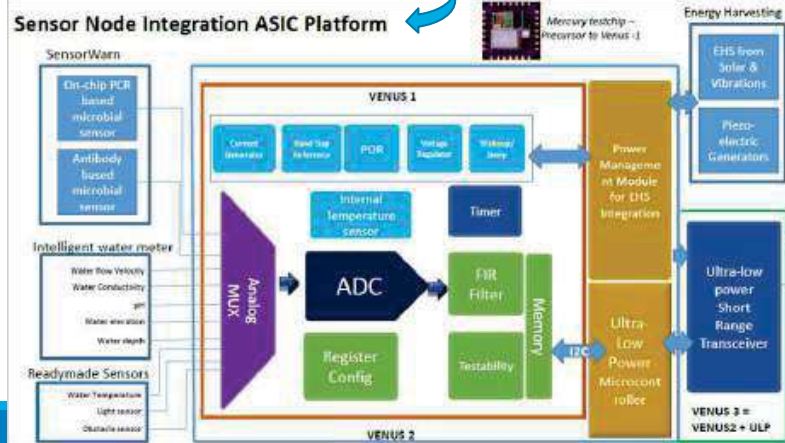 Sensor Node Integration ASIC Platform
Mercury testchip –
Precursor to Venus -1
Energy Harvesting
EHS from
Solar &
Vibrations
Piezo-
electric
Generators
SensorWarn
On-chip PCR
based
microbial
sensor
Antibody
based
microbial
sensor
VENUS 1
Current
Generator
Band Gap
Reference
POR
Voltage
Regulator
Wakeup/
Power
Manageme
nt Module
for EHS
Integration
Internal
Temperature
sensor
Timer
Intelligent water meter
Water flow Velocity
Water Conductivity
pH
Water elevation
Water depth
Analog
MUX
ADC
FIR
Filter
Memory
Register
Config
Testability
I2C
Ultra-
Low
Power
Microcont
roller
Ultra-low
power
Short
Range
Transceiver
Readymade Sensors
Water Temperature
Light sensor
Obstacle sensor
VENUS 2
VENUS 3 =
VENUS2 + ULP